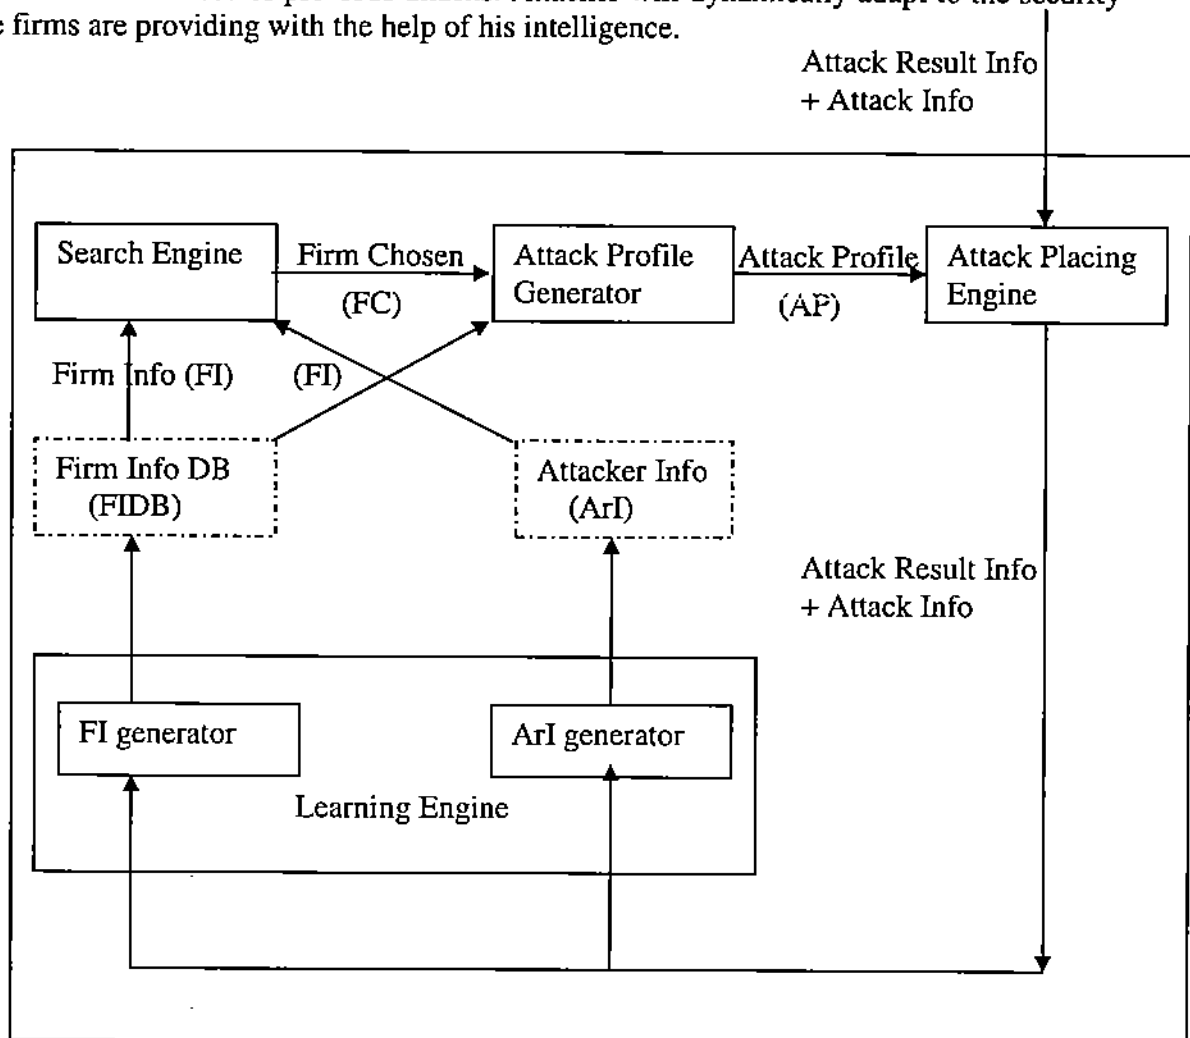 e firms are providing with the help of his intelligence.
Attack Result Info
+ Attack Info
Search Engine
Firm Chosen
(FC)
Attack Profile
Generator
Attack Profile
(AP)
Attack Placing
Engine
Firm Info (FI)
(FI)
Firm Info DB
(FIDB)
Attacker Info
(ArI)
Attack Result Info
+ Attack Info
FI generator
ArI generator
Learning Engine